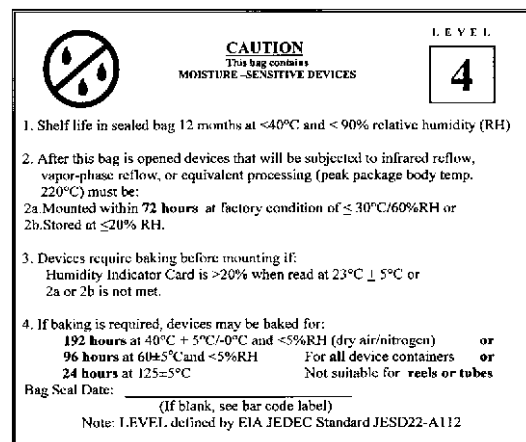 LEVEL
4
CAUTION
This bag contains
MOISTURE –SENSITIVE DEVICES
1. Shelf life in sealed bag 12 months at <40°C and < 90% relative humidity (RH)
2. After this bag is opened devices that will be subjected to infrared reflow,
vapor-phase reflow, or equivalent processing (peak package body temp.
220°C) must be:
2a.Mounted within 72 hours at factory condition of ≤ 30°C/60%RH or
2b.Stored at ≤20% RH.
3. Devices require baking before mounting if:
Humidity Indicator Card is >20% when read at 23°C ± 5°C or
2a or 2b is not met.
4. If baking is required, devices may be baked for:
192 hours at 40°C + 5°C/-0°C and <5%RH (dry air/nitrogen) or
96 hours at 60±5°C and <5%RH For all device containers or
24 hours at 125±5°C Not suitable for reels or tubes
Bag Seal Date:
(If blank, see bar code label)
Note: LEVEL defined by EIA JEDEC Standard JESD22-A112